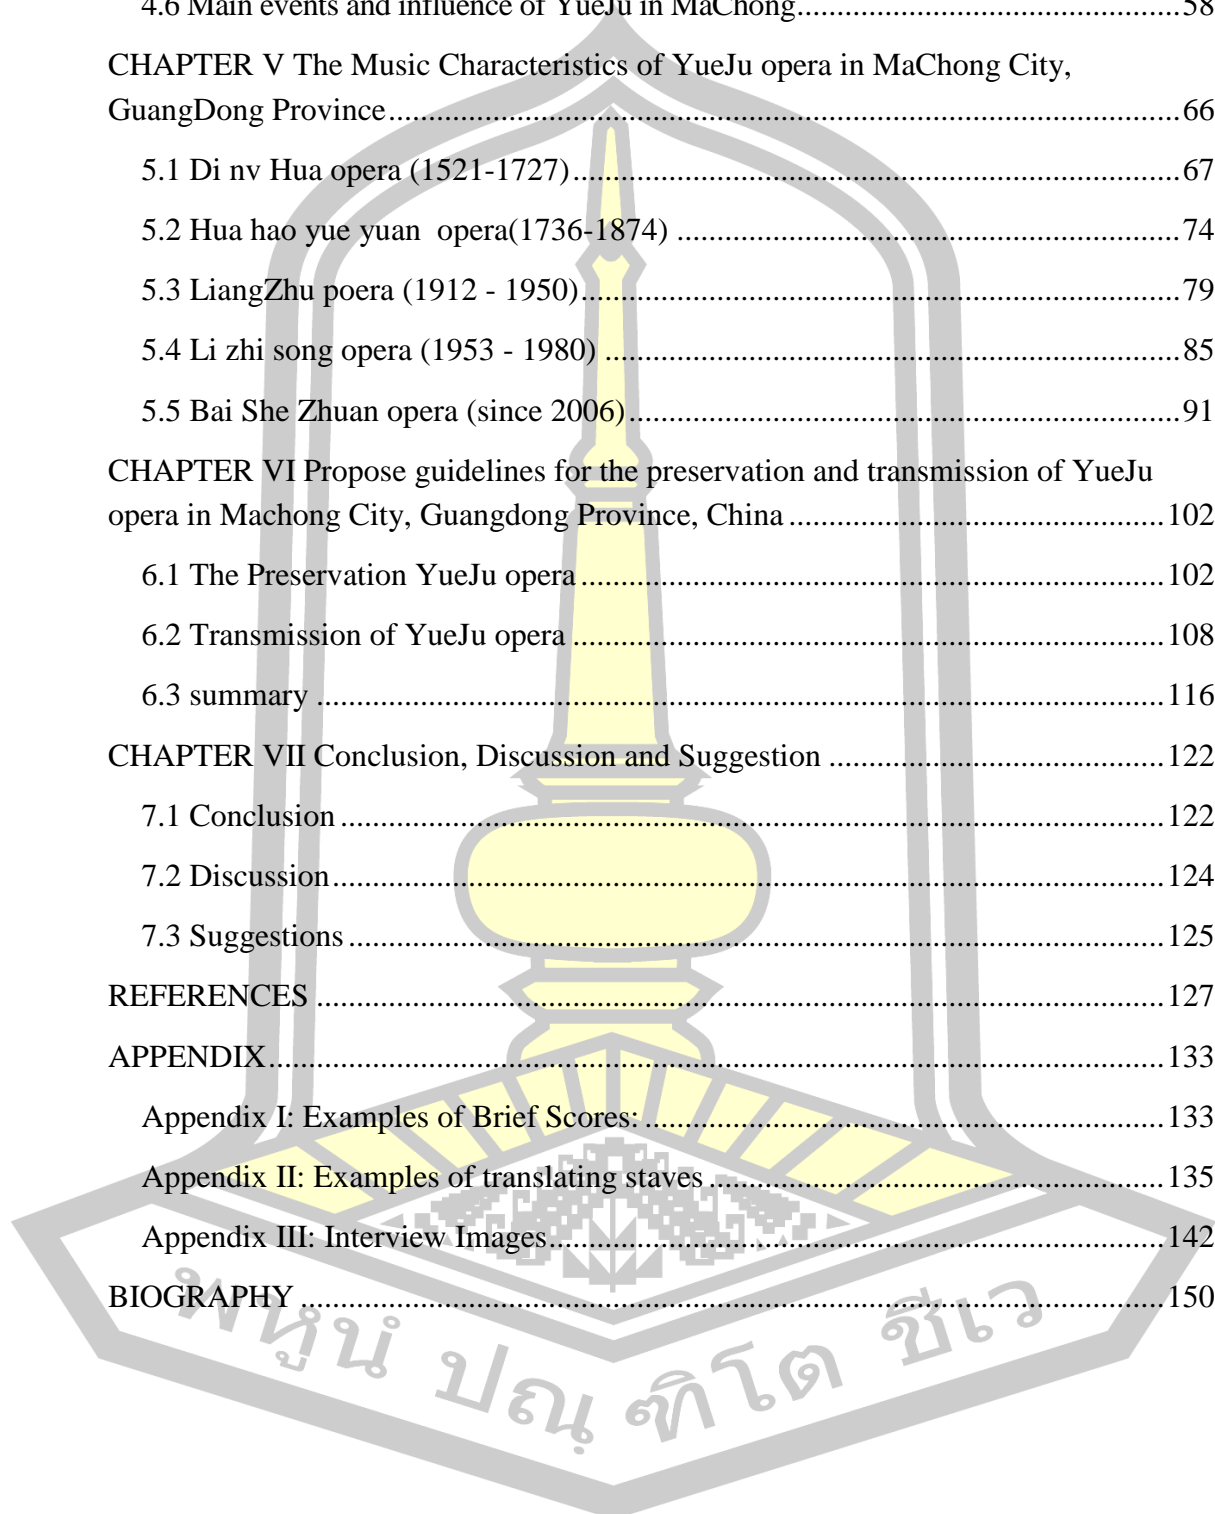 4.6 Main events and influence of YueJu in MaChong....................58
CHAPTER V The Music Characteristics of YueJu opera in MaChong City,
GuangDong Province....................66
5.1 Di nv Hua opera (1521-1727)....................67
5.2 Hua hao yue yuan opera(1736-1874)....................74
5.3 LiangZhu poera (1912 - 1950)....................79
5.4 Li zhi song opera (1953 - 1980)....................85
5.5 Bai She Zhuan opera (since 2006)....................91
CHAPTER VI Propose guidelines for the preservation and transmission of YueJu
opera in Machong City, Guangdong Province, China....................102
6.1 The Preservation YueJu opera....................102
6.2 Transmission of YueJu opera....................108
6.3 summary....................116
CHAPTER VII Conclusion, Discussion and Suggestion....................122
7.1 Conclusion....................122
7.2 Discussion....................124
7.3 Suggestions....................125
REFERENCES....................127
APPENDIX....................133
Appendix I: Examples of Brief Scores:....................133
Appendix II: Examples of translating staves....................135
Appendix III: Interview Images....................142
BIOGRAPHY....................150
พหูนํ ปณฺฑิโต ชีเว